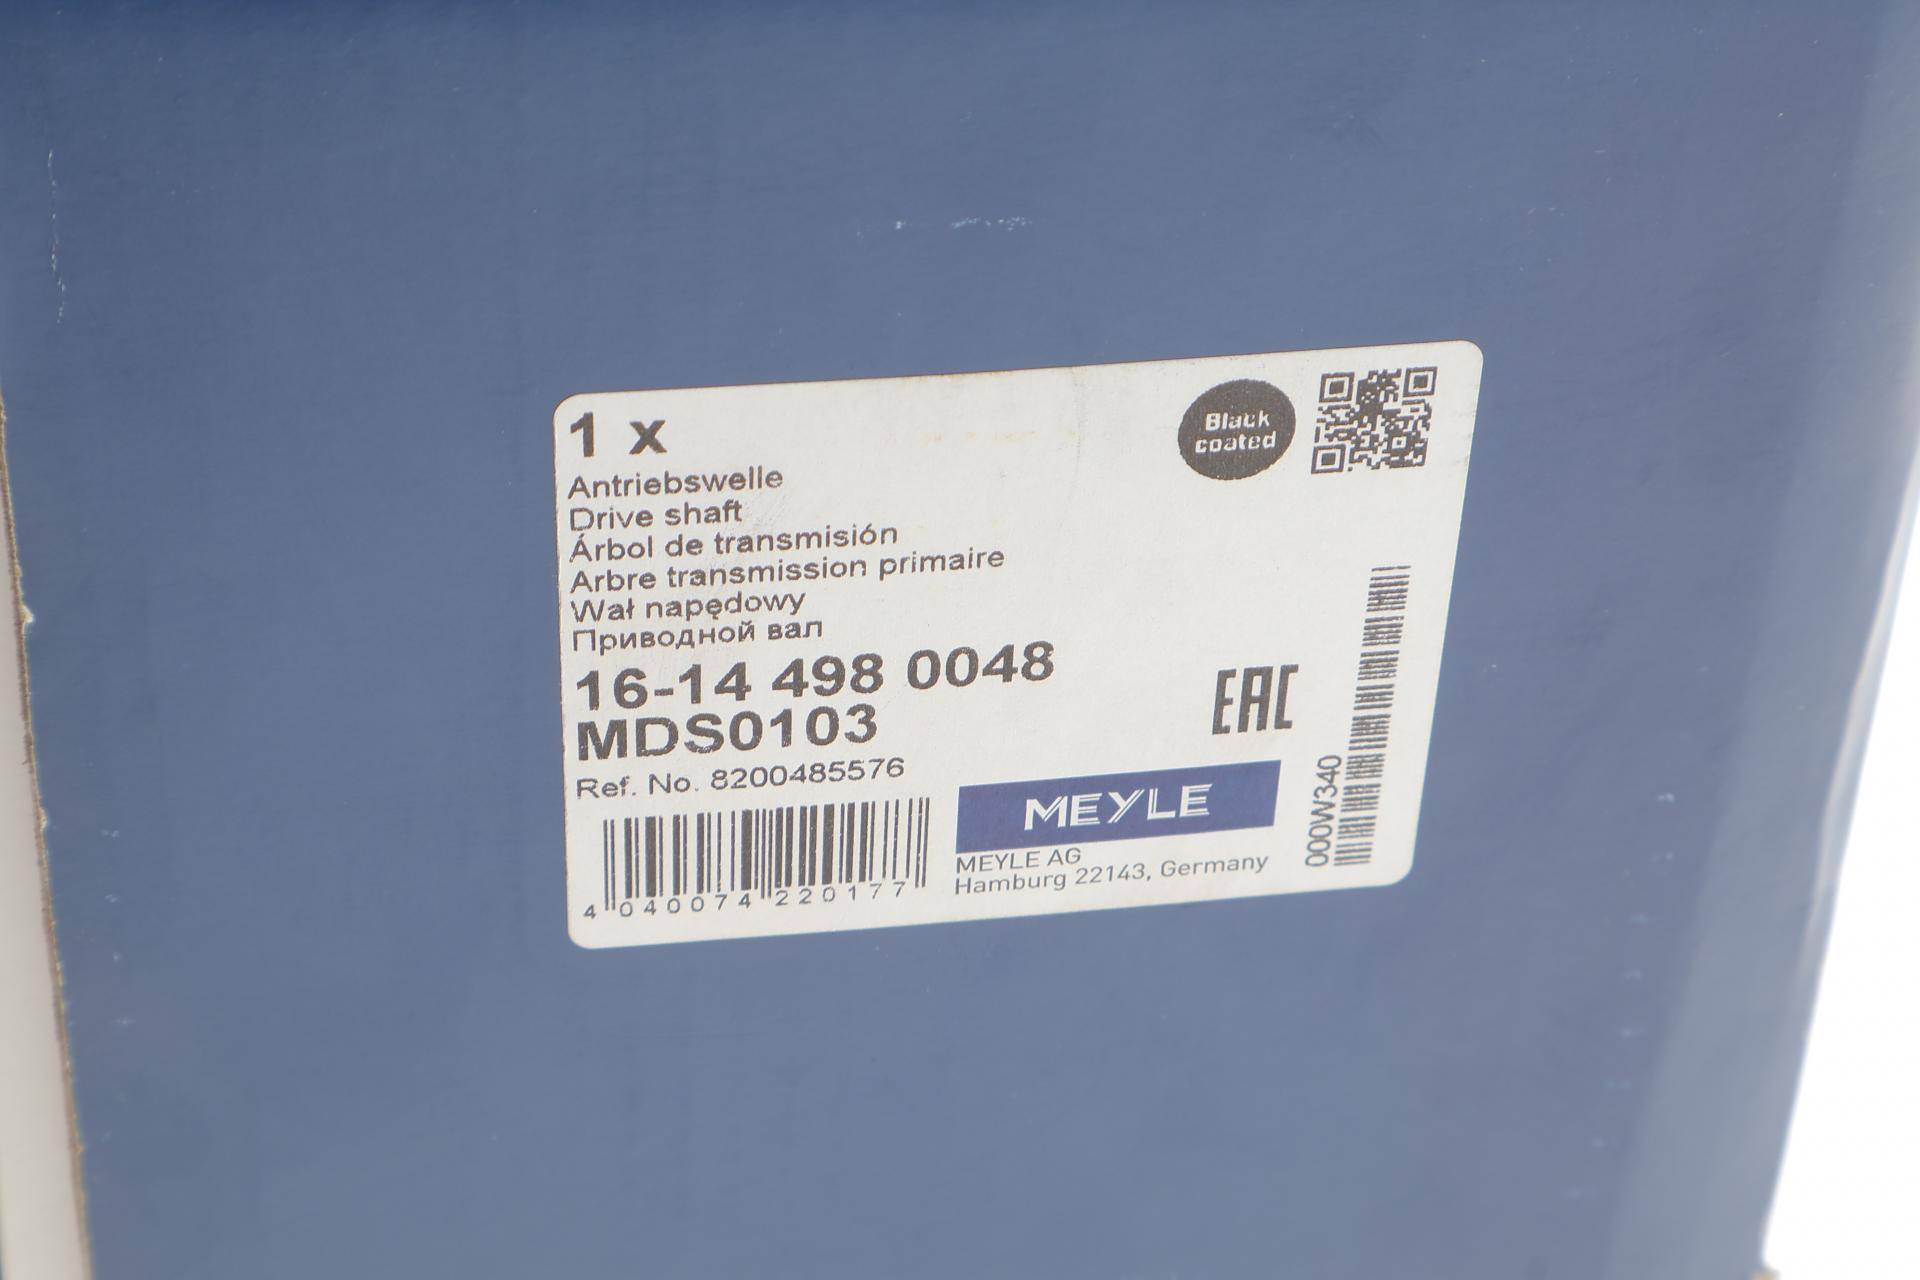 1 x
Black
coated
Antriebswelle
Drive shaft
Árbol de transmisión
Arbre transmission primaire
Wał napędowy
Приводной вал
16-14 498 0048
MDS0103
Ref. No. 8200485576
EAC
000W340
MEYLE
MEYLE AG
Hamburg 22143, Germany
4 040074 220177